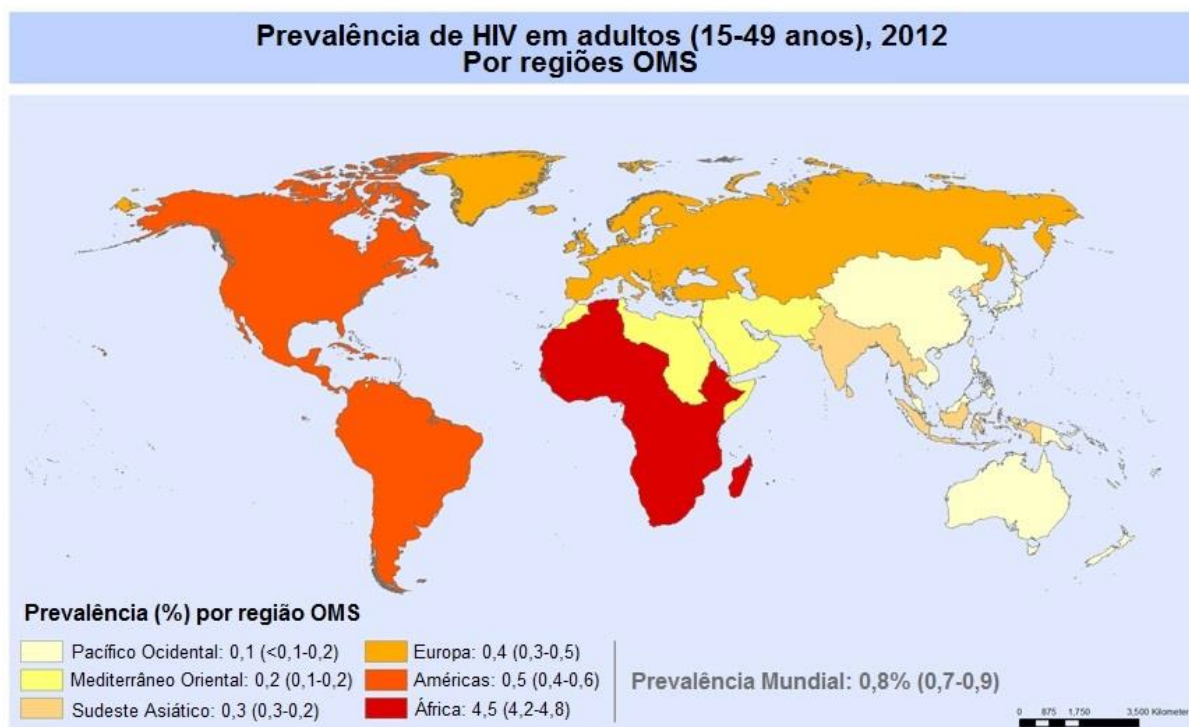 Prevalência de HIV em adultos (15-49 anos), 2012
Por regiões OMS
Prevalência (%) por região OMS
Pacífico Ocidental: 0,1 (<0,1-0,2)
Mediterrâneo Oriental: 0,2 (0,1-0,2)
Sudeste Asiático: 0,3 (0,3-0,2)
Europa: 0,4 (0,3-0,5)
Américas: 0,5 (0,4-0,6)
África: 4,5 (4,2-4,8)
Prevalência Mundial: 0,8% (0,7-0,9)
0 875 1,750 3,500 Kilometer